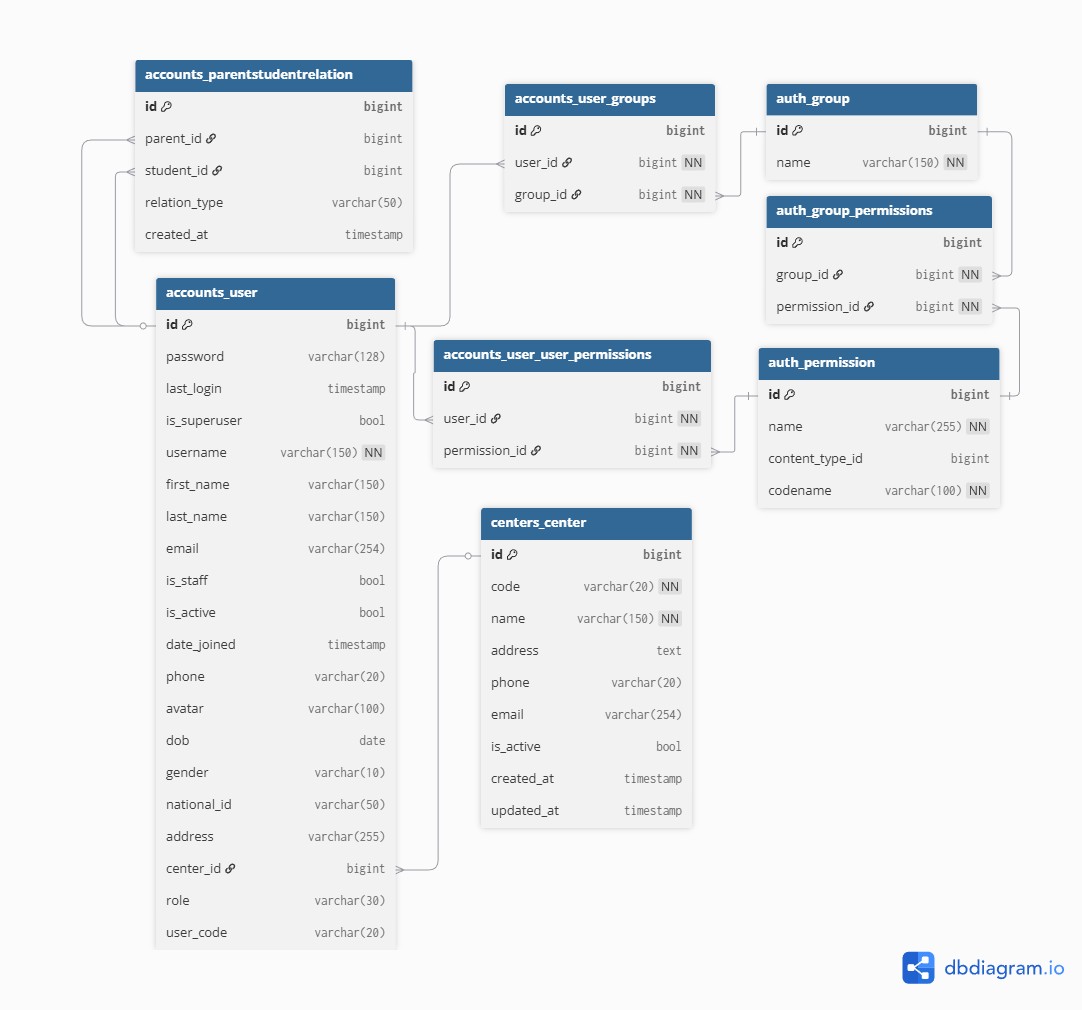 accounts_parentstudentrelation
id bigint
parent_id bigint
student_id bigint
relation_type varchar(50)
created_at timestamp
accounts_user_groups
id bigint
user_id bigint NN
group_id bigint NN
auth_group
id bigint
name varchar(150) NN
auth_group_permissions
id bigint
group_id bigint NN
permission_id bigint NN
accounts_user
id bigint
password varchar(128)
last_login timestamp
is_superuser bool
username varchar(150) NN
first_name varchar(150)
last_name varchar(150)
email varchar(254)
is_staff bool
is_active bool
date_joined timestamp
phone varchar(20)
avatar varchar(100)
dob date
gender varchar(10)
national_id varchar(50)
address varchar(255)
center_id bigint
role varchar(30)
user_code varchar(20)
accounts_user_user_permissions
id bigint
user_id bigint NN
permission_id bigint NN
auth_permission
id bigint
name varchar(255) NN
content_type_id bigint
codename varchar(100) NN
centers_center
id bigint
code varchar(20) NN
name varchar(150) NN
address text
phone varchar(20)
email varchar(254)
is_active bool
created_at timestamp
updated_at timestamp
dbdiagram.io